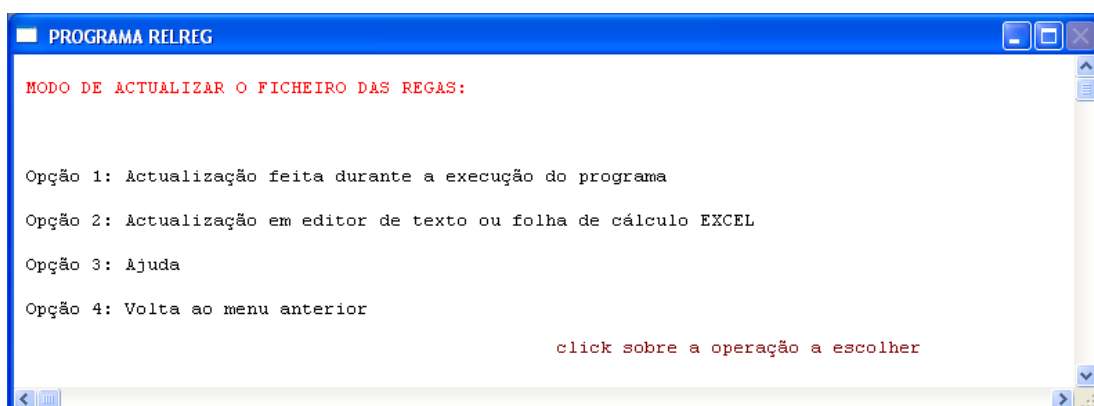 PROGRAMA RELREG
MODO DE ACTUALIZAR O FICHEIRO DAS REGAS:
Opção 1: Actualização feita durante a execução do programa
Opção 2: Actualização em editor de texto ou folha de cálculo EXCEL
Opção 3: Ajuda
Opção 4: Volta ao menu anterior
click sobre a operação a escolher